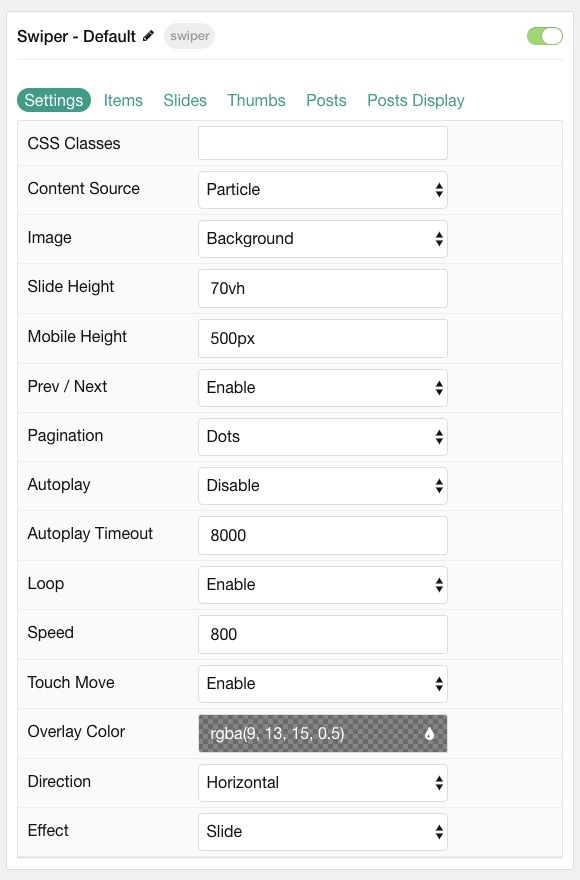 Swiper - Default swiper
Settings Items Slides Thumbs Posts Posts Display
CSS Classes
Content Source Particle
Image Background
Slide Height 70vh
Mobile Height 500px
Prev / Next Enable
Pagination Dots
Autoplay Disable
Autoplay Timeout 8000
Loop Enable
Speed 800
Touch Move Enable
Overlay Color rgba(9, 13, 15, 0.5)
Direction Horizontal
Effect Slide